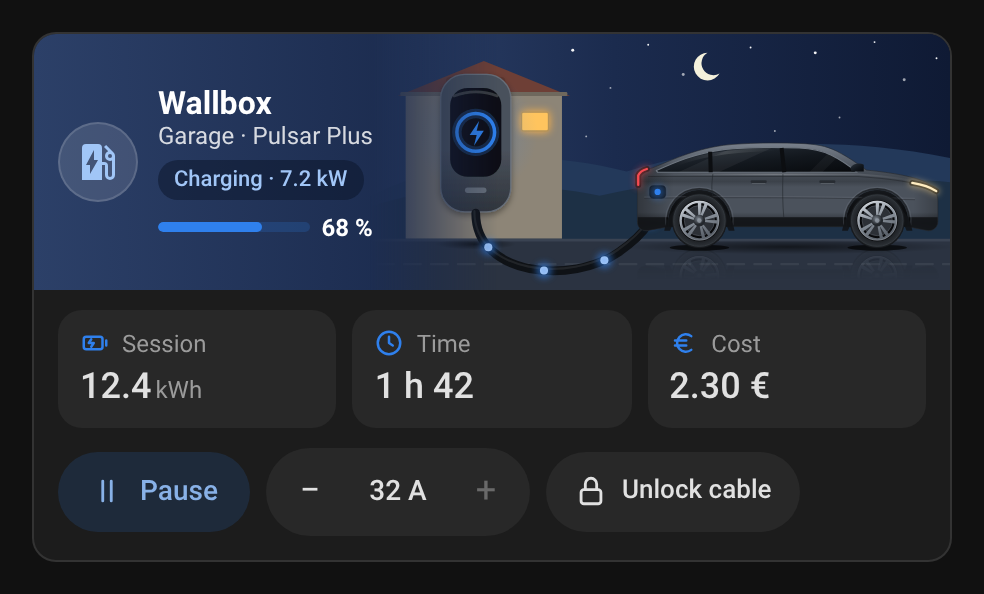 Wallbox
Garage · Pulsar Plus
Charging · 7.2 kW
68 %
Session
12.4 kWh
Time
1 h 42
Cost
2.30 €
Pause
− 32 A +
Unlock cable